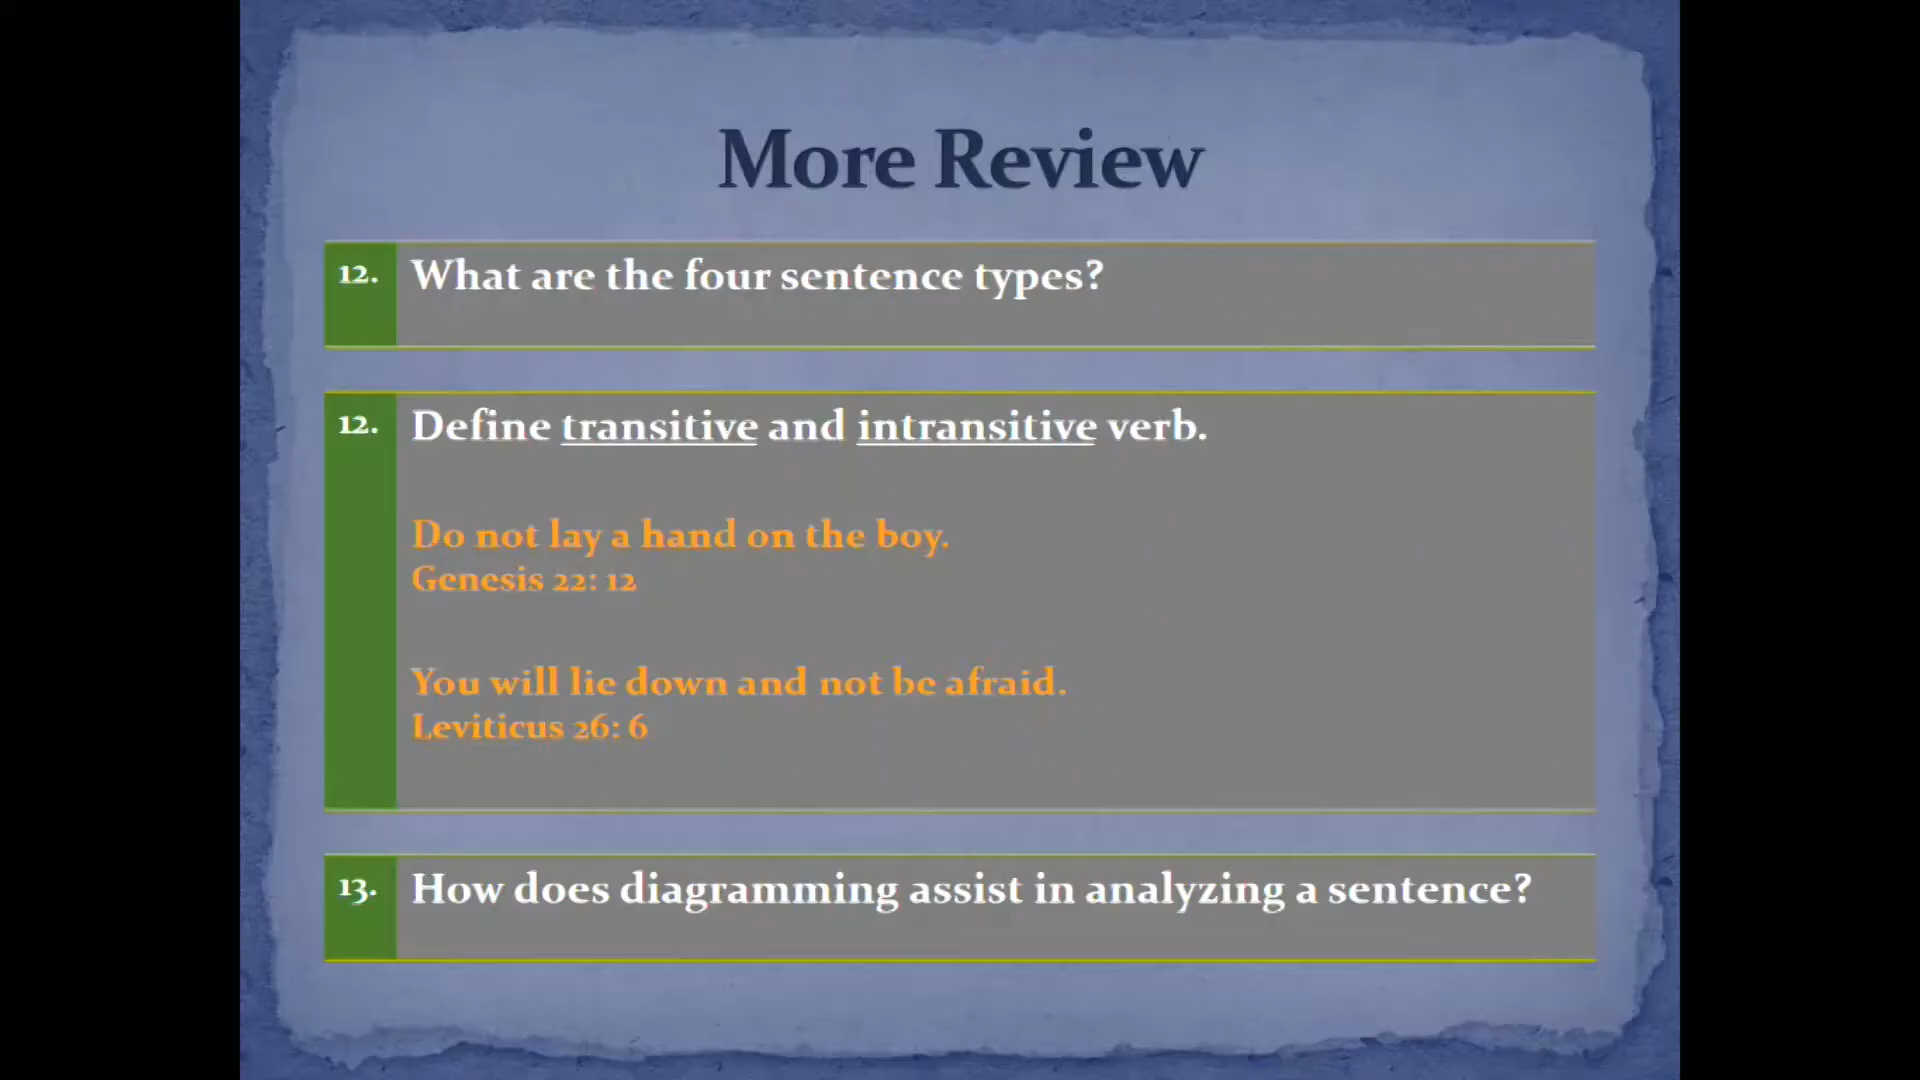 More Review
12. What are the four sentence types?
12. Define transitive and intransitive verb.
Do not lay a hand on the boy.
Genesis 22: 12
You will lie down and not be afraid.
Leviticus 26: 6
13. How does diagramming assist in analyzing a sentence?